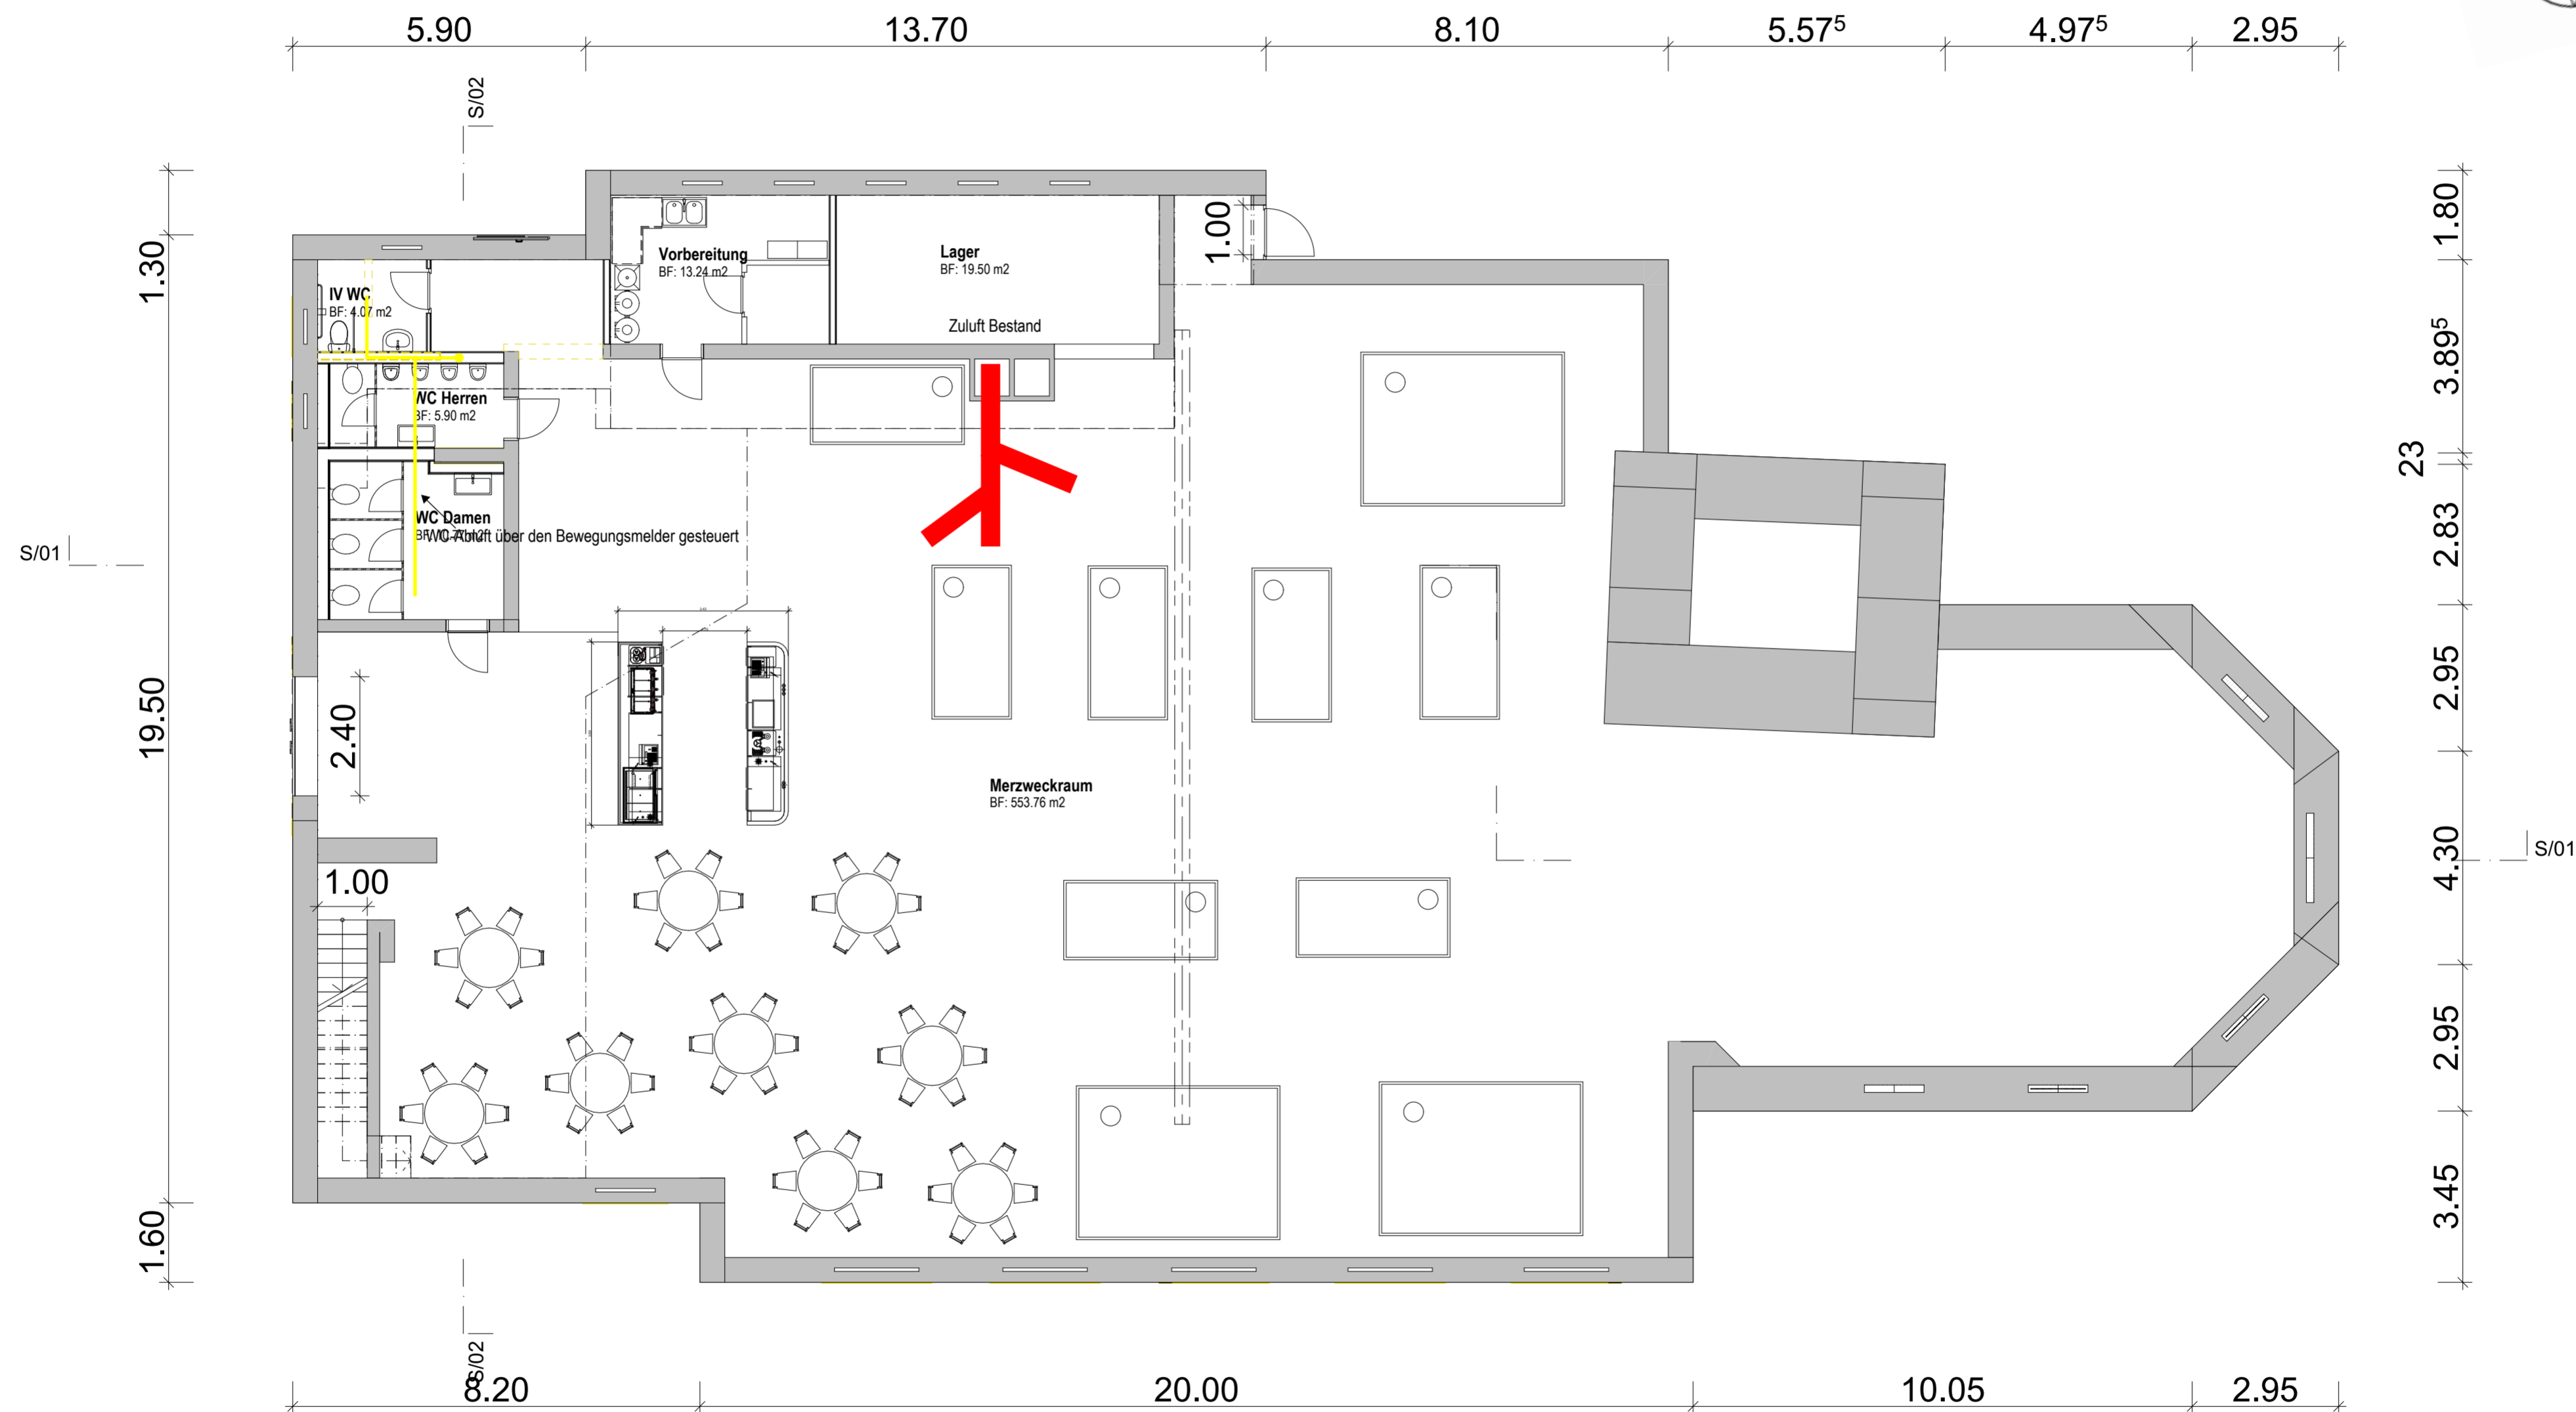 5.90
13.70
8.10
5.57⁵
4.97⁵
2.95
S/02
1.30
19.50
1.60
1.80
3.89⁵
23
2.83
2.95
4.30
2.95
3.45
1.00
Vorbereitung
BF: 13.24 m2
Lager
BF: 19.50 m2
Zuluft Bestand
IV WC
BF: 4.07 m2
WC Herren
BF: 5.90 m2
WC Damen
WC-Abluft über den Bewegungsmelder gesteuert
S/01
2.40
Merzweckraum
BF: 553.76 m2
S/01
1.00
S/02
8.20
20.00
10.05
2.95